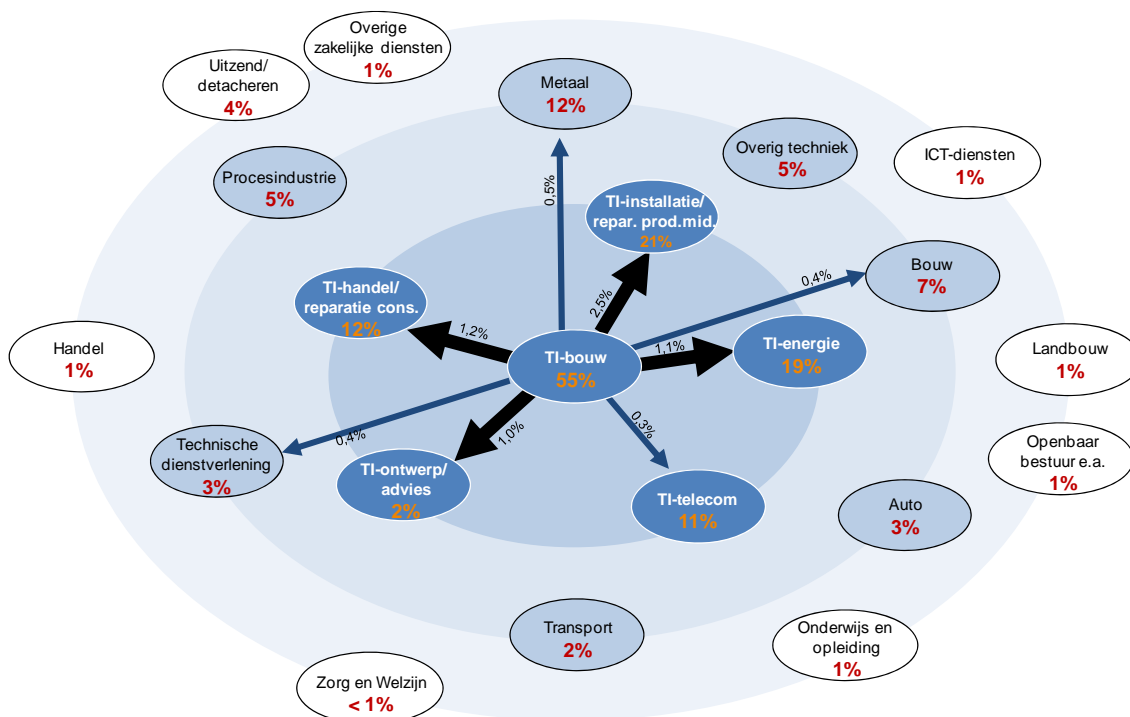 Overige
zakelijke diensten
1%
Uitzend/
detacheren
4%
Metaal
12%
Overig techniek
5%
ICT-diensten
1%
Procesindustrie
5%
0,5%
TI-installatie/
repar. prod.mid.
21%
Bouw
7%
0,4%
TI-handel/
reparatie cons.
12%
1,2%
2,5%
Handel
1%
TI-bouw
55%
1,1%
TI-energie
19%
Landbouw
1%
Technische
dienstverlening
3%
0,4%
1,0%
0,3%
TI-ontwerp/
advies
2%
TI-telecom
11%
Openbaar
bestuur e.a.
1%
Auto
3%
Transport
2%
Onderwijs en
opleiding
1%
Zorg en Welzijn
< 1%